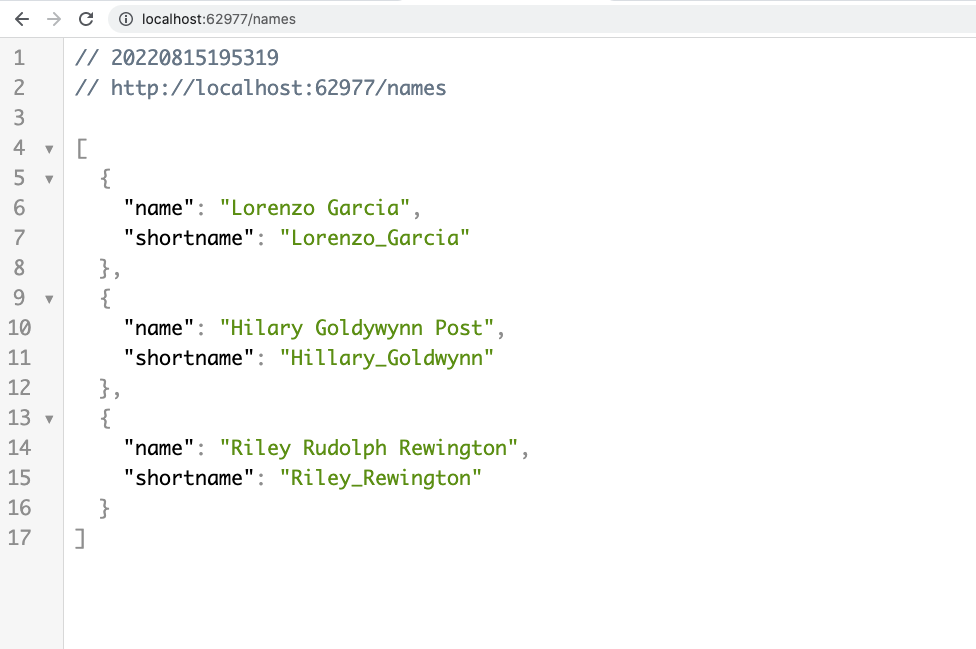 localhost:62977/names
1 // 20220815195319
2 // http://localhost:62977/names
3
4 [
5 {
6 "name": "Lorenzo Garcia",
7 "shortname": "Lorenzo_Garcia"
8 },
9 {
10 "name": "Hilary Goldywynn Post",
11 "shortname": "Hillary_Goldwynn"
12 },
13 {
14 "name": "Riley Rudolph Rewington",
15 "shortname": "Riley_Rewington"
16 }
17 ]